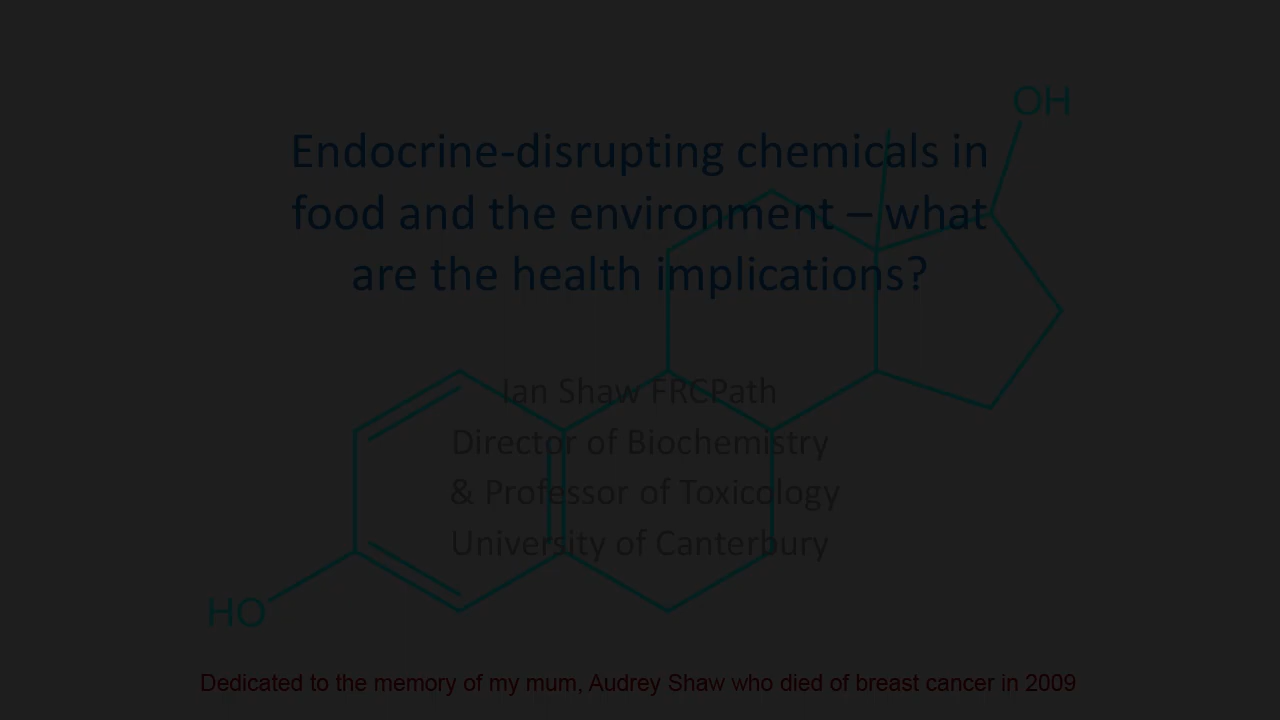 OH
Endocrine-disrupting chemicals in
food and the environment – what
are the health implications?
Ian Shaw FRCPath
Director of Biochemistry
& Professor of Toxicology
University of Canterbury
HO
Dedicated to the memory of my mum, Audrey Shaw who died of breast cancer in 2009